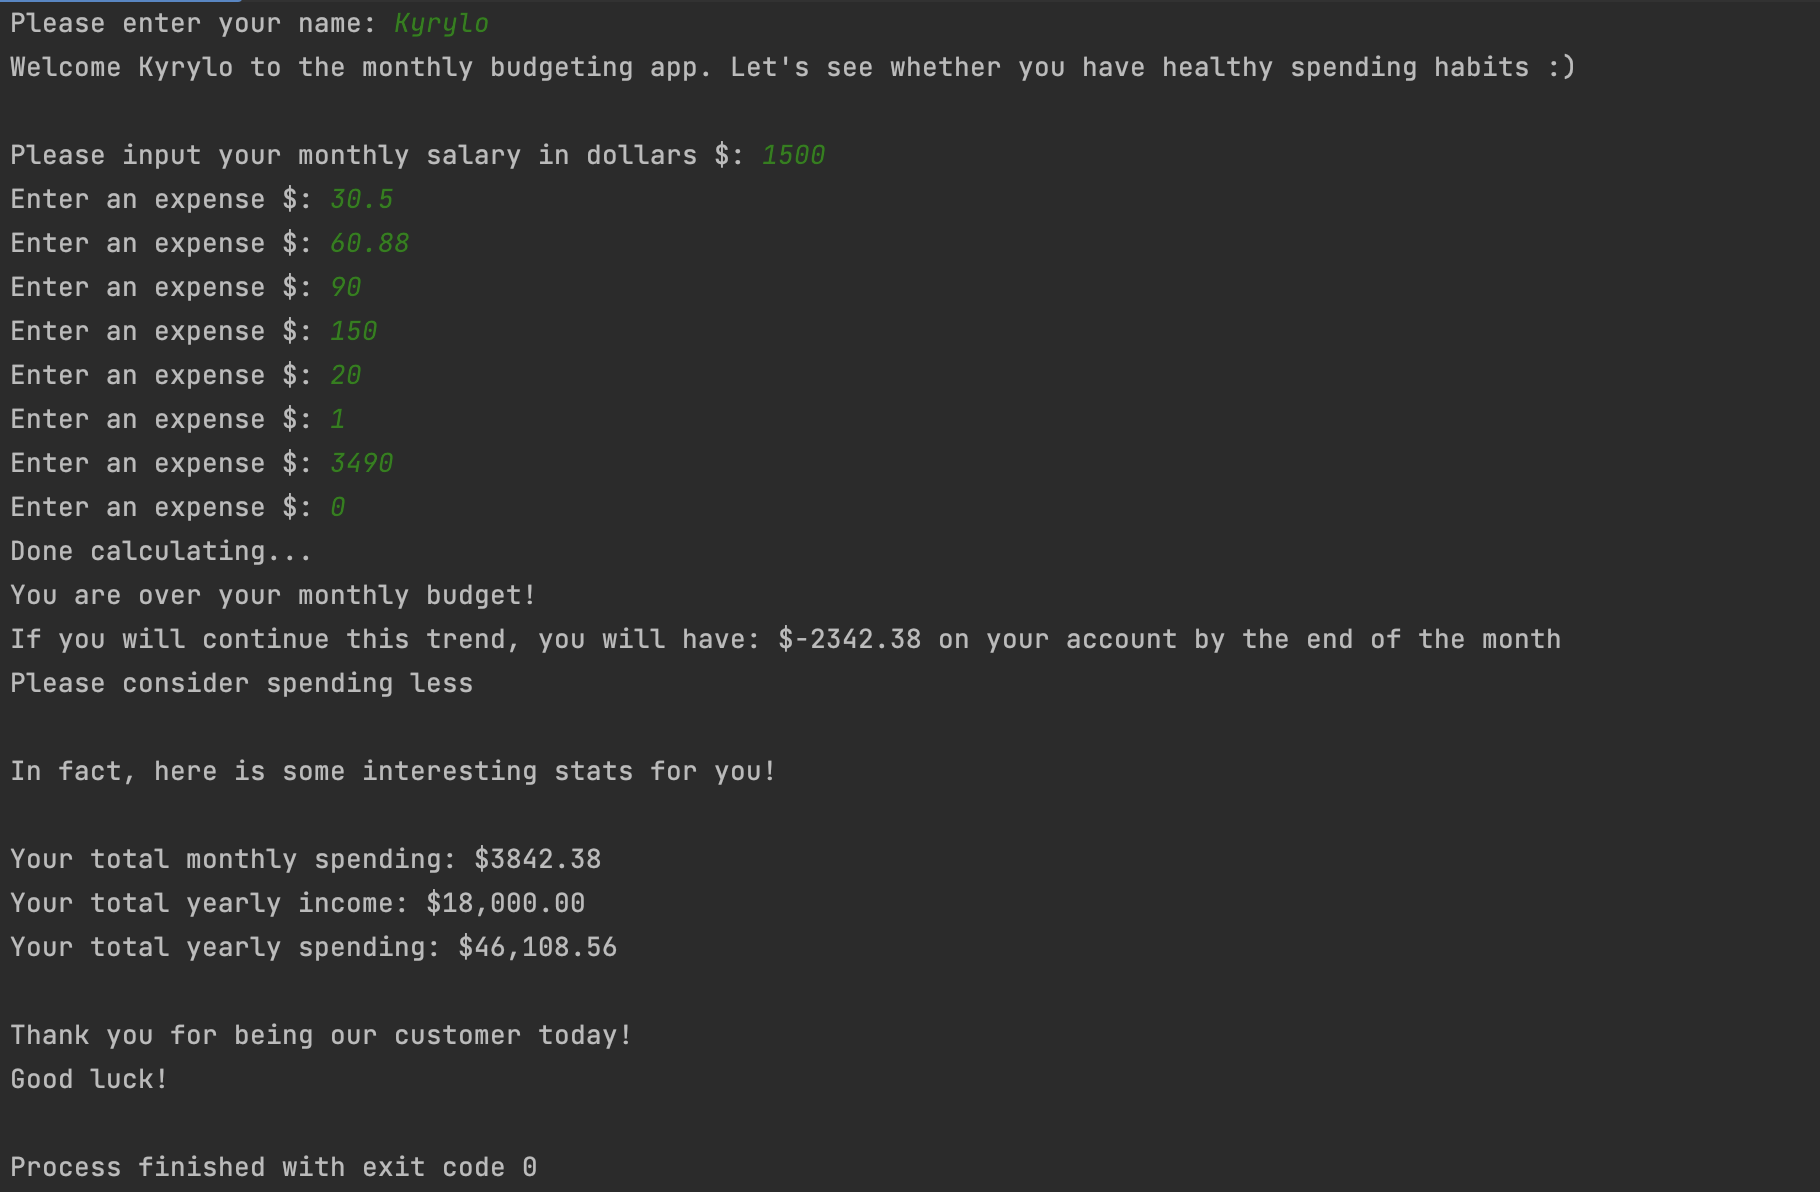 Please enter your name: Kyrylo
Welcome Kyrylo to the monthly budgeting app. Let's see whether you have healthy spending habits :)
Please input your monthly salary in dollars $: 1500
Enter an expense $: 30.5
Enter an expense $: 60.88
Enter an expense $: 90
Enter an expense $: 150
Enter an expense $: 20
Enter an expense $: 1
Enter an expense $: 3490
Enter an expense $: 0
Done calculating...
You are over your monthly budget!
If you will continue this trend, you will have: $-2342.38 on your account by the end of the month
Please consider spending less
In fact, here is some interesting stats for you!
Your total monthly spending: $3842.38
Your total yearly income: $18,000.00
Your total yearly spending: $46,108.56
Thank you for being our customer today!
Good luck!
Process finished with exit code 0